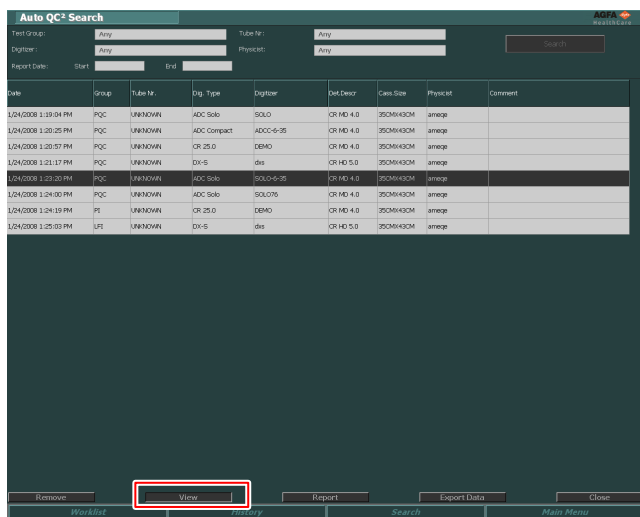 Auto QC² Search
AGFA
HealthCare
Test Group: Any Tube Nr: Any
Digitizer: Any Physicist: Any
Search
Report Date: Start End
Date Group Tube Nr. Dig. Type Digitizer Det.Descr Cass.Size Physicist Comment
1/24/2008 1:19:04 PM PQC UNKNOWN ADC Solo SOLO CR MD 4.0 35CMX43CM ameqe
1/24/2008 1:20:25 PM PQC UNKNOWN ADC Compact ADCC-6-35 CR MD 4.0 35CMX43CM ameqe
1/24/2008 1:20:57 PM PQC UNKNOWN CR 25.0 DEMO CR MD 4.0 35CMX43CM ameqe
1/24/2008 1:21:17 PM PQC UNKNOWN DX-S dxs CR HD 5.0 35CMX43CM ameqe
1/24/2008 1:23:20 PM PQC UNKNOWN ADC Solo SOLO-6-35 CR MD 4.0 35CMX43CM ameqe
1/24/2008 1:24:00 PM PQC UNKNOWN ADC Solo SOLO76 CR MD 4.0 35CMX43CM ameqe
1/24/2008 1:24:19 PM PI UNKNOWN CR 25.0 DEMO CR MD 4.0 35CMX43CM ameqe
1/24/2008 1:25:03 PM LFI UNKNOWN DX-S dxs CR HD 5.0 35CMX43CM ameqe
Remove View Report Export Data Close
Worklist History Search Main Menu